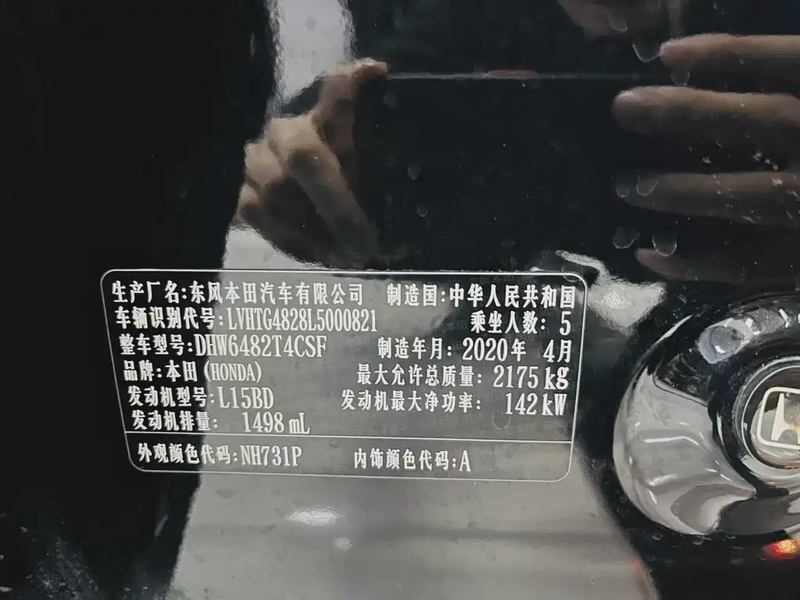 生产厂名:东风本田汽车有限公司 制造国:中华人民共和国
车辆识别代号:LVHTG4828L5000821 乘坐人数: 5
整车型号:DHW6482T4CSF 制造年月: 2020年 4月
品牌:本田(HONDA) 最大允许总质量: 2175kg
发动机型号:L15BD 发动机最大净功率: 142kW
发动机排量: 1498mL
外观颜色代码:NH731P 内饰颜色代码:A